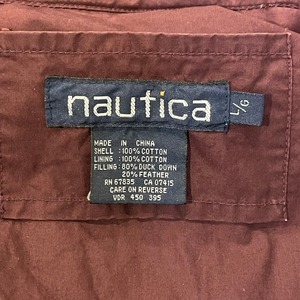 nautica
L/G
MADE IN CHINA
SHELL :100% COTTON
LINING :100% COTTON
FILLING: 80% DUCK DOWN
20% FEATHER
RN 67835 CA 07415
CARE ON REVERSE
VDR 450 395